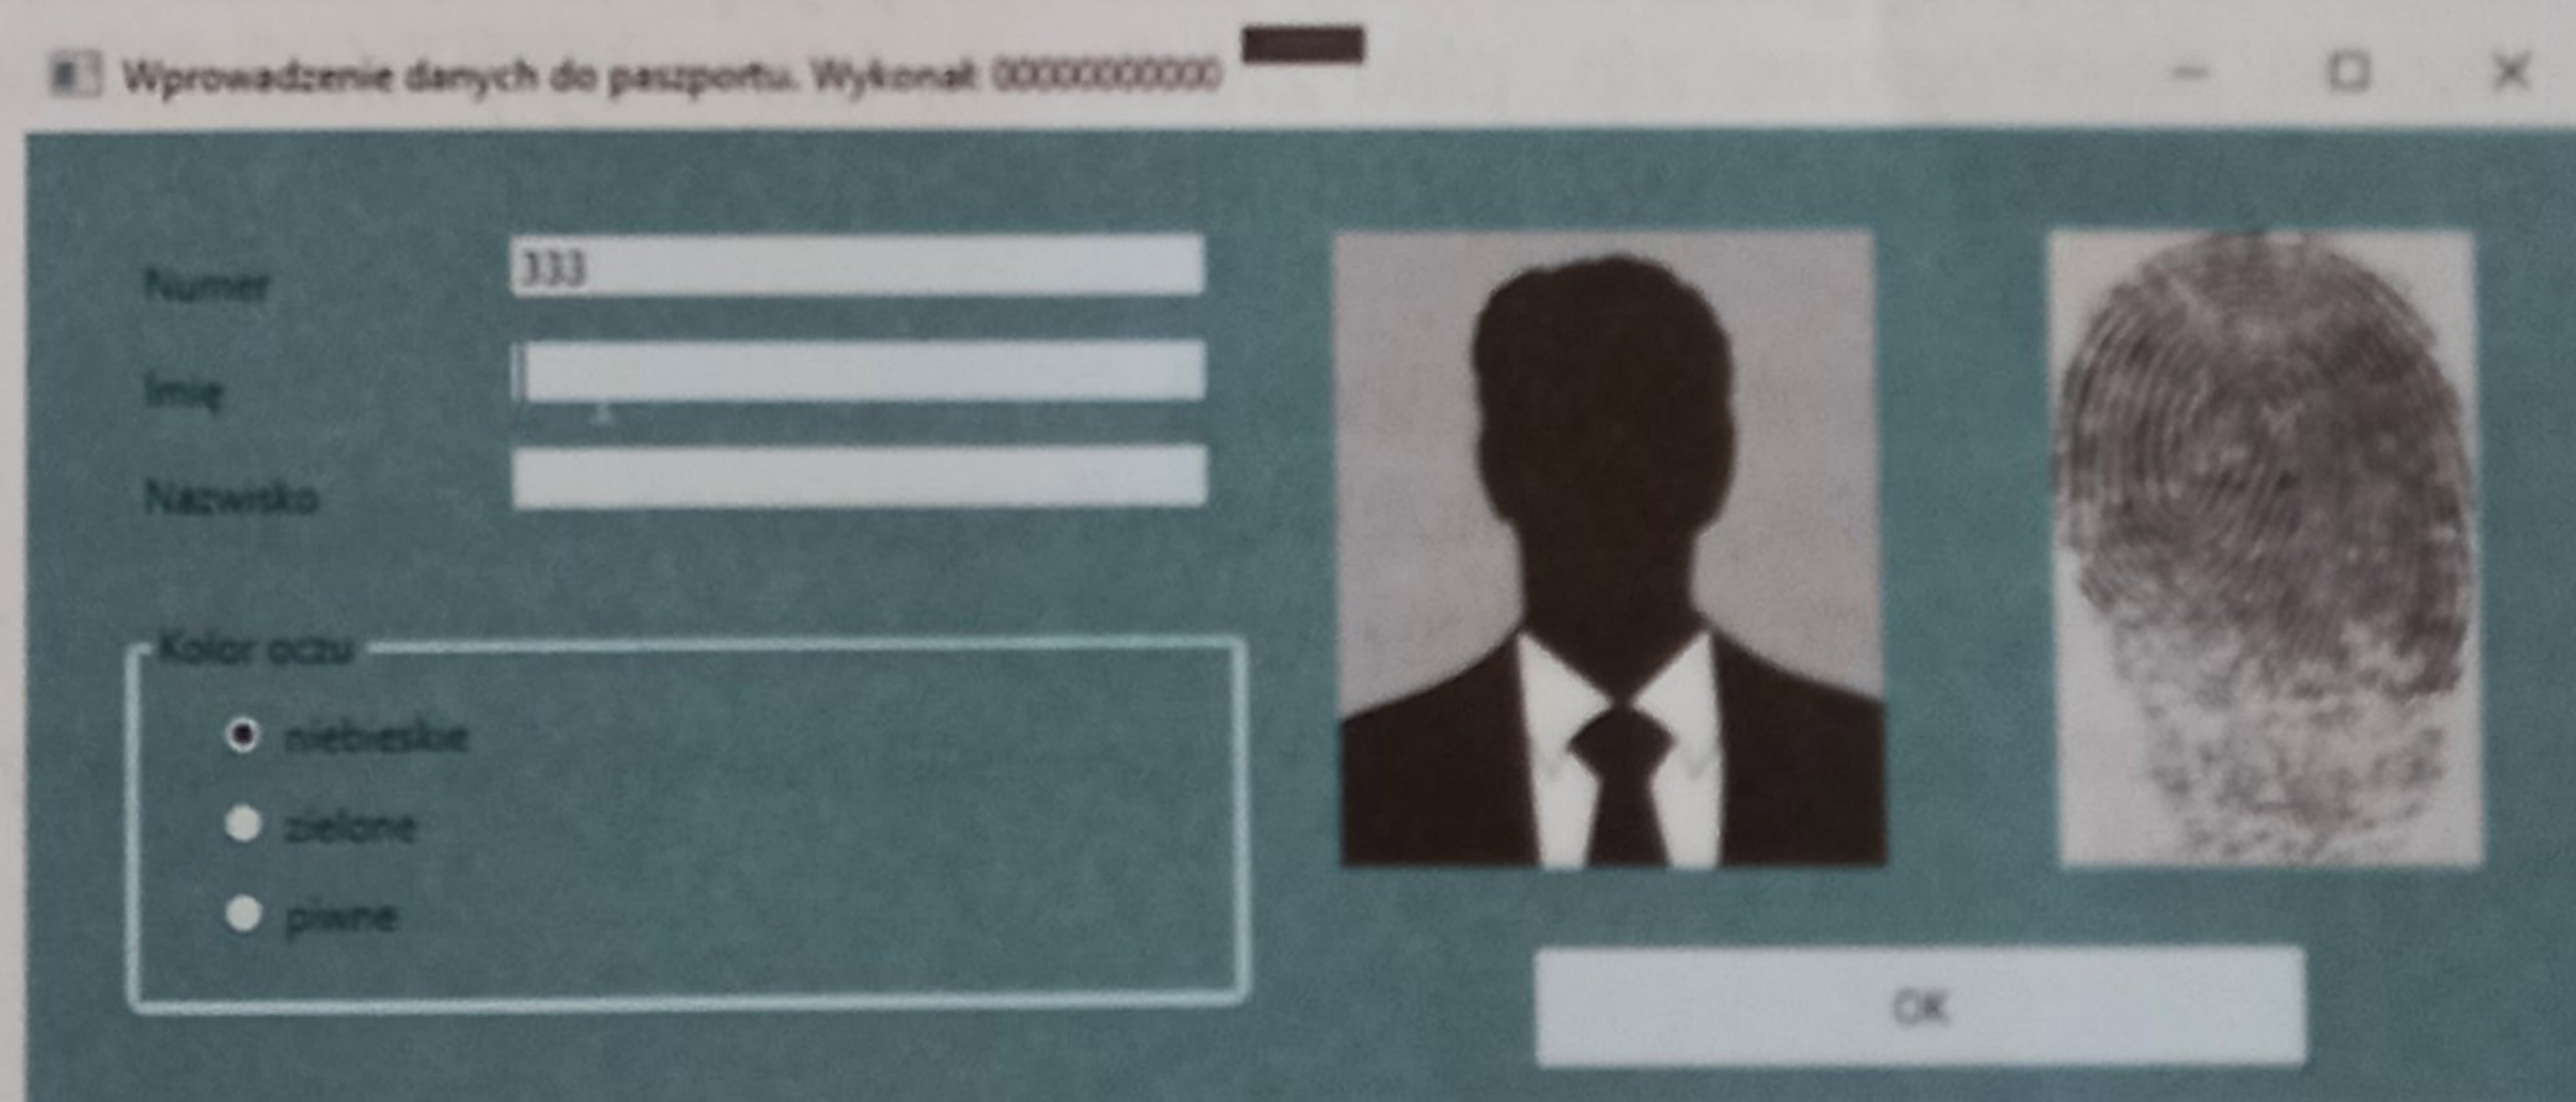 Wprowadzenie danych do paszportu. Wykonał: 00000000000
Numer
333
Imię
Nazwisko
Kolor oczu
niebieskie
zielone
piwne
OK